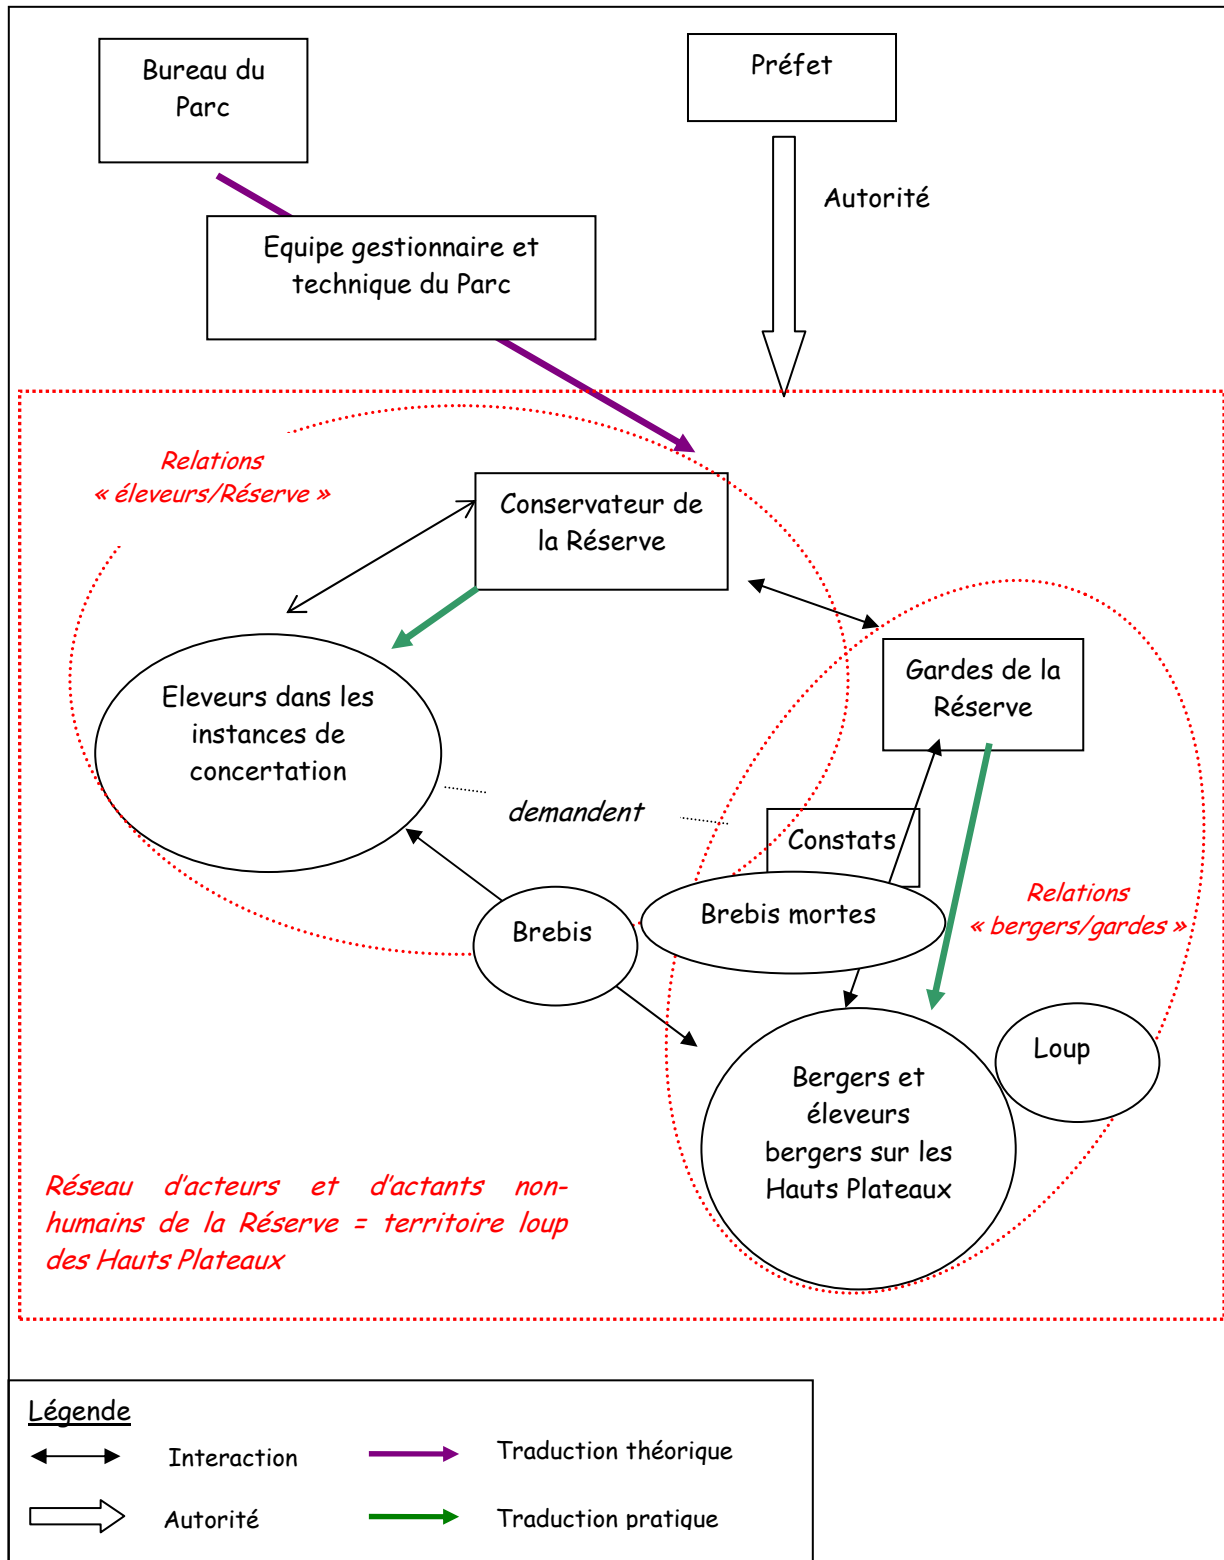 Bureau du
Parc
Préfet
Autorité
Equipe gestionnaire et
technique du Parc
Relations
« éleveurs/Réserve »
Conservateur de
la Réserve
Gardes de la
Réserve
Eleveurs dans les
instances de
concertation
demandent
Constats
Brebis mortes
Brebis
Relations
« bergers/gardes »
Loup
Bergers et
éleveurs
bergers sur les
Hauts Plateaux
Réseau d'acteurs et d'actants non-
humains de la Réserve = territoire loup
des Hauts Plateaux
Légende
Interaction
Traduction théorique
Autorité
Traduction pratique